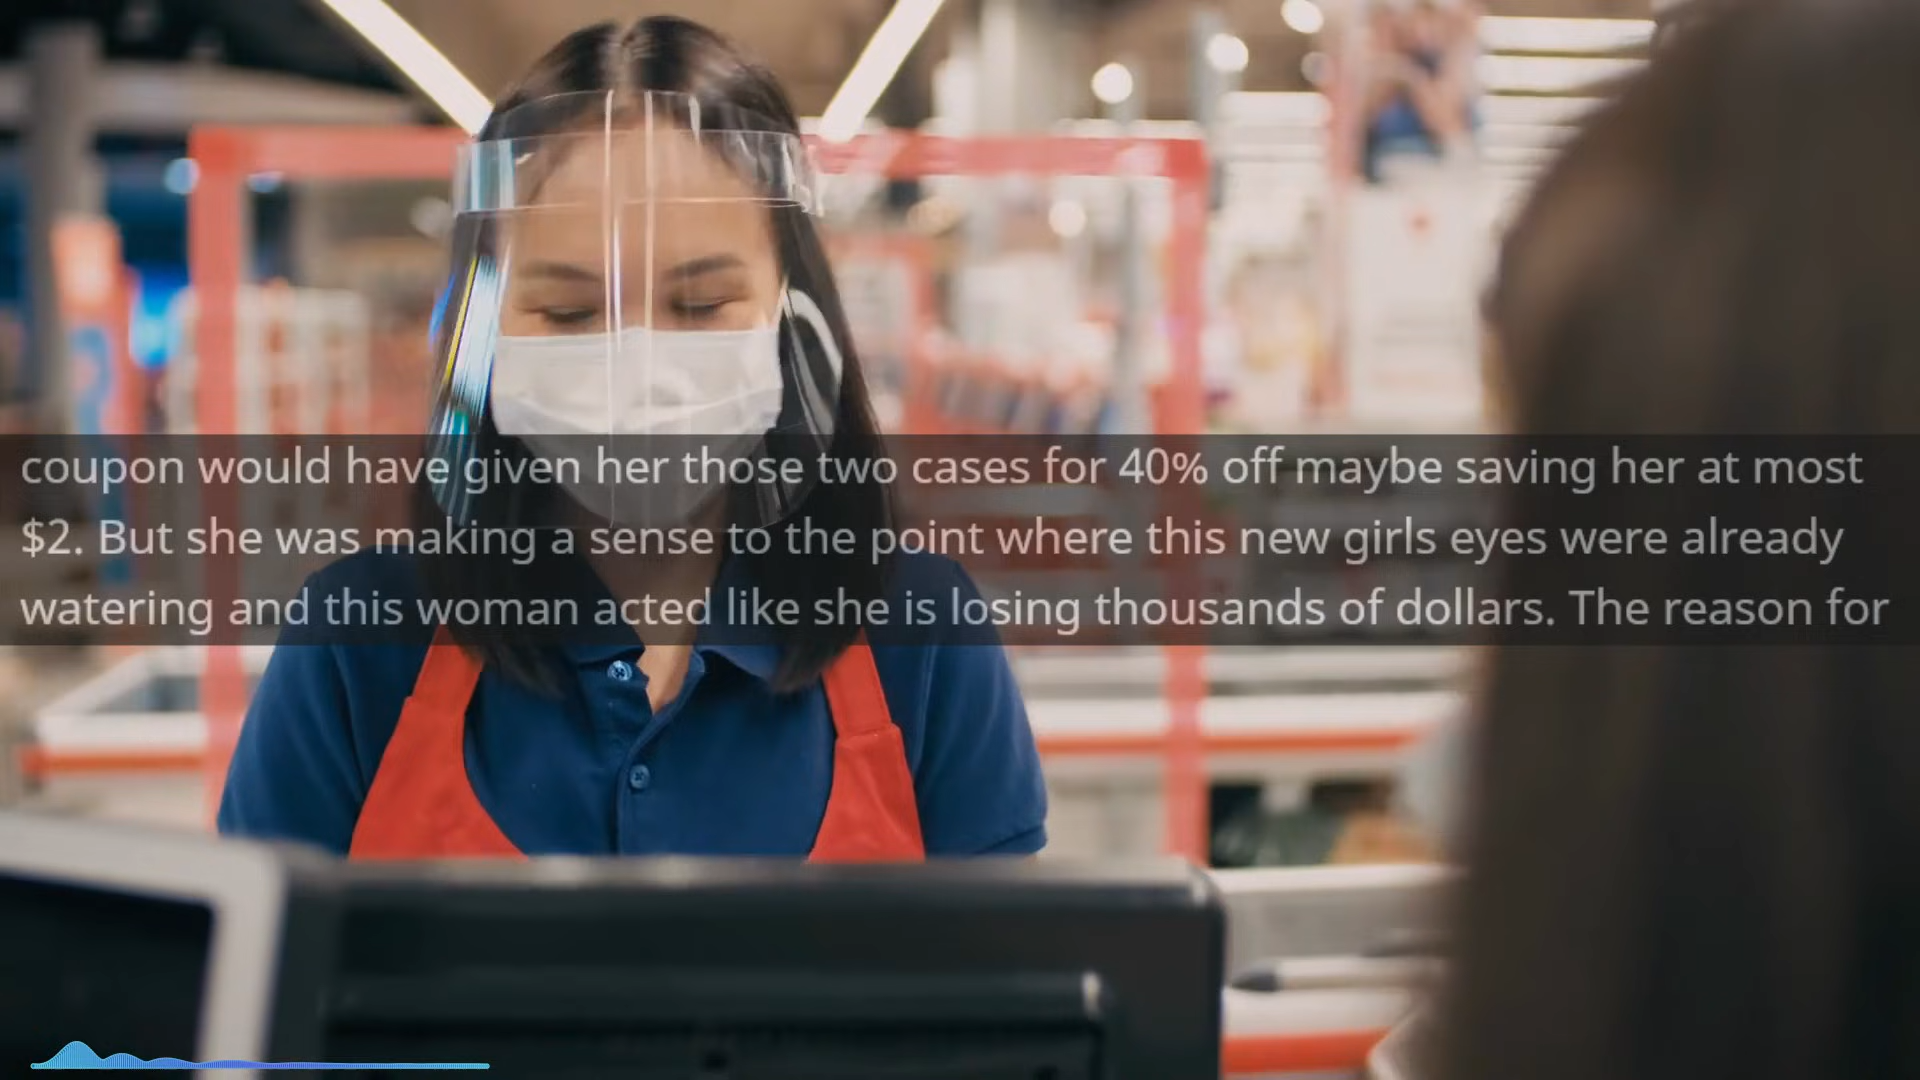 coupon would have given her those two cases for 40% off maybe saving her at most
$2. But she was making a sense to the point where this new girls eyes were already
watering and this woman acted like she is losing thousands of dollars. The reason for